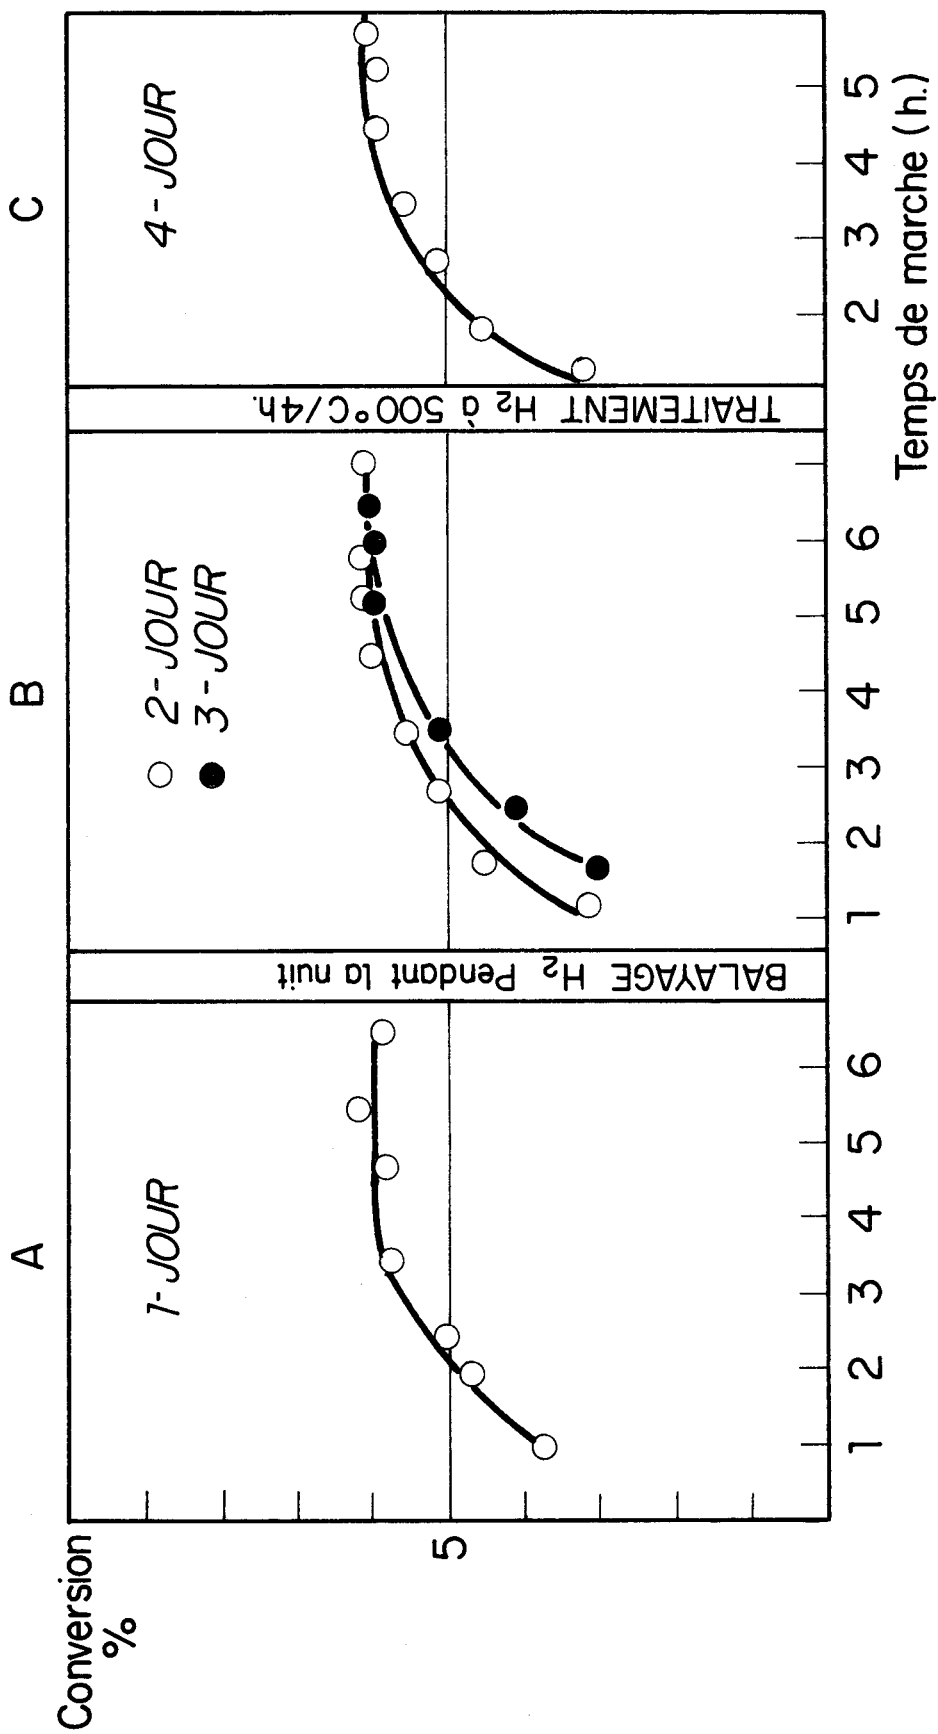 A
B
C
Conversion
%
1-JOUR
2-JOUR
3-JOUR
4-JOUR
BALAYAGE H₂ Pendant la nuit
TRAITEMENT H₂ à 500°C/4h.
5
1 2 3 4 5 6
1 2 3 4 5 6
2 3 4 5
Temps de marche (h.)